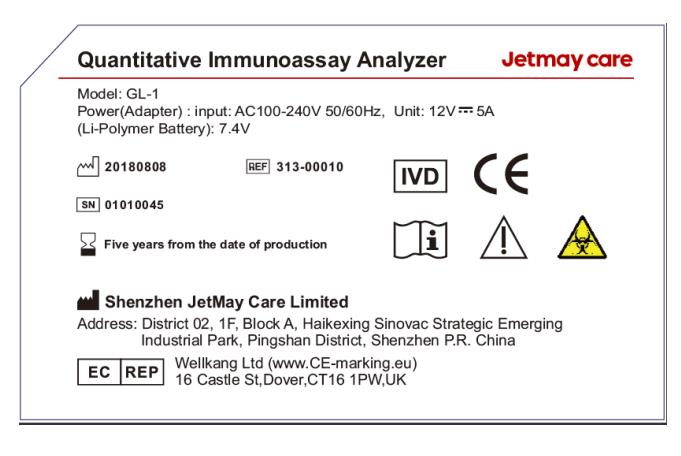 Quantitative Immunoassay Analyzer Jetmay care
Model: GL-1
Power(Adapter) : input: AC100-240V 50/60Hz, Unit: 12V⎓5A
(Li-Polymer Battery): 7.4V
20180808 REF 313-00010
IVD CE
SN 01010045
Five years from the date of production
i !
Shenzhen JetMay Care Limited
Address: District 02, 1F, Block A, Haikexing Sinovac Strategic Emerging
Industrial Park, Pingshan District, Shenzhen P.R. China
EC REP Wellkang Ltd (www.CE-marking.eu)
16 Castle St,Dover,CT16 1PW,UK